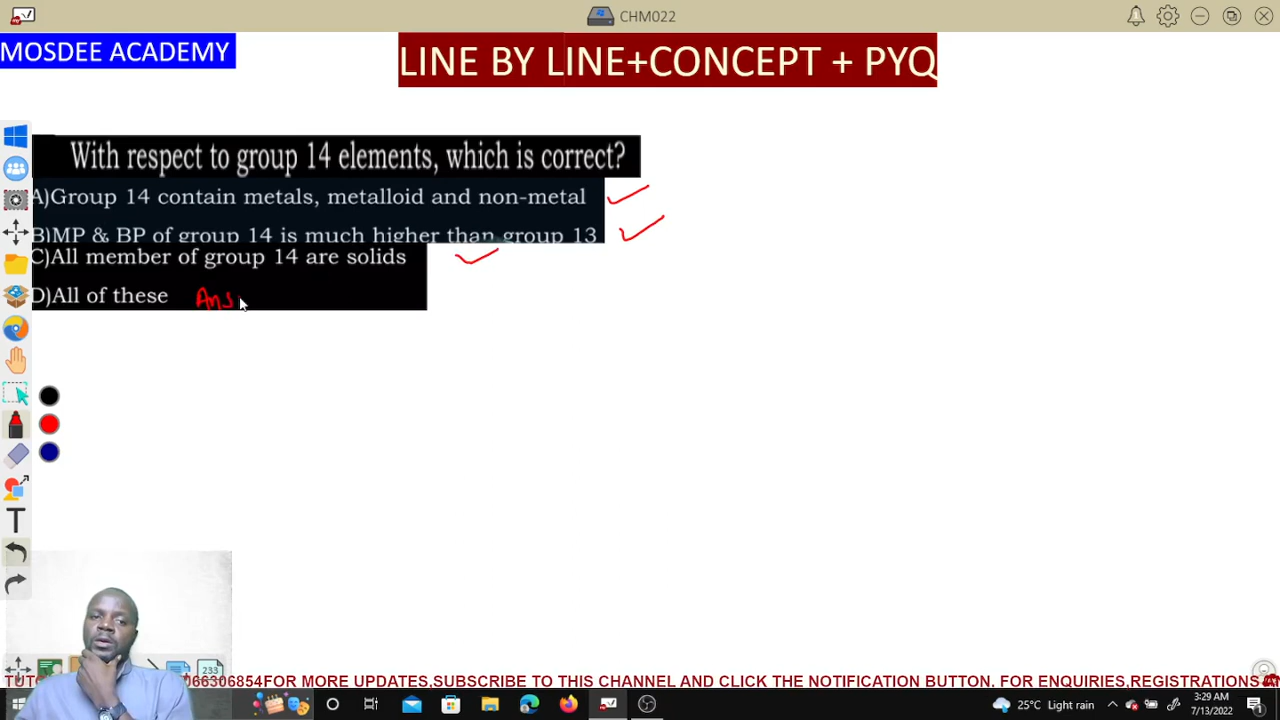 CHM022
MOSDEE ACADEMY
LINE BY LINE+CONCEPT + PYQ
With respect to group 14 elements, which is correct?
A)Group 14 contain metals, metalloid and non-metal
B)MP & BP of group 14 is much higher than group 13
C)All member of group 14 are solids
D)All of these Ans
T
233
66306854FOR MORE UPDATES,SUBSCRIBE TO THIS CHANNEL AND CLICK THE NOTIFICATION BUTTON. FOR ENQUIRIES,REGISTRATIONS
25°C Light rain
3:29 AM
7/13/2022